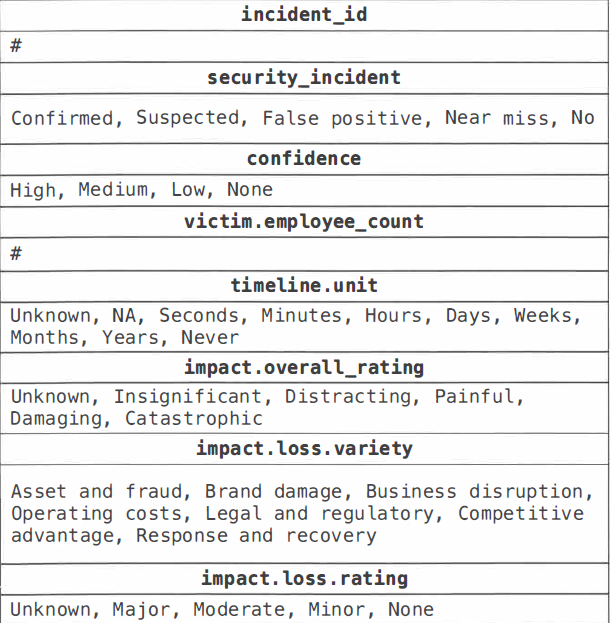 incident_id
#
security_incident
Confirmed, Suspected, False positive, Near miss, No
confidence
High, Medium, Low, None
victim.employee_count
#
timeline.unit
Unknown, NA, Seconds, Minutes, Hours, Days, Weeks,
Months, Years, Never
impact.overall_rating
Unknown, Insignificant, Distracting, Painful,
Damaging, Catastrophic
impact.loss.variety
Asset and fraud, Brand damage, Business disruption,
Operating costs, Legal and regulatory, Competitive
advantage, Response and recovery
impact.loss.rating
Unknown, Major, Moderate, Minor, None